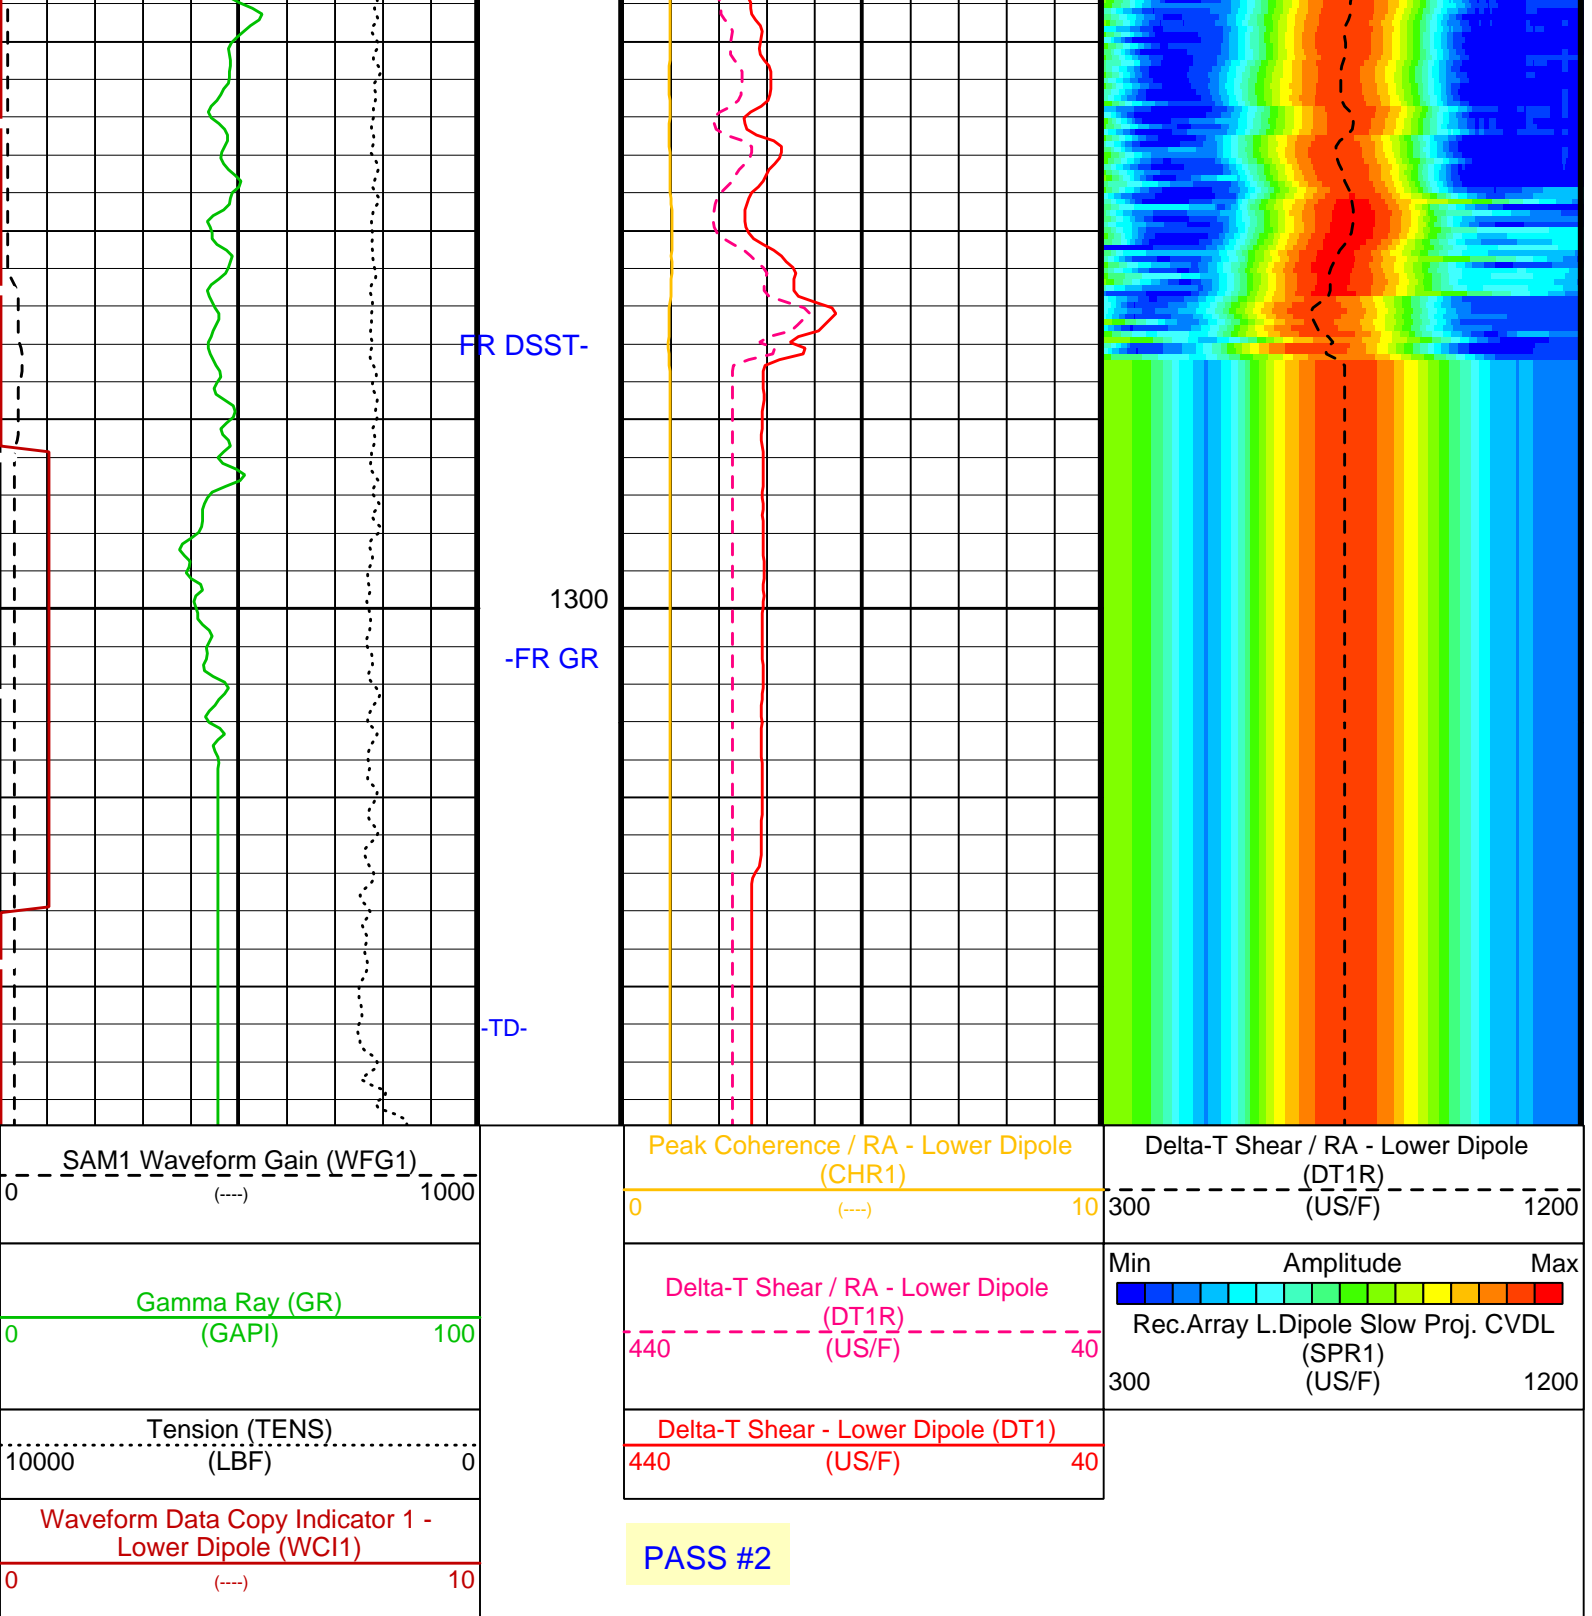 FR DSST-
1300
-FR GR
-TD-
SAM1 Waveform Gain (WFG1)
0 (----) 1000
Gamma Ray (GR)
0 (GAPI) 100
Tension (TENS)
10000 (LBF) 0
Waveform Data Copy Indicator 1 -
Lower Dipole (WCI1)
0 (----) 10
Peak Coherence / RA - Lower Dipole
(CHR1)
0 (----) 10
Delta-T Shear / RA - Lower Dipole
(DT1R)
440 (US/F) 40
Delta-T Shear - Lower Dipole (DT1)
440 (US/F) 40
PASS #2
Delta-T Shear / RA - Lower Dipole
(DT1R)
300 (US/F) 1200
Min Amplitude Max
Rec.Array L.Dipole Slow Proj. CVDL
(SPR1)
300 (US/F) 1200